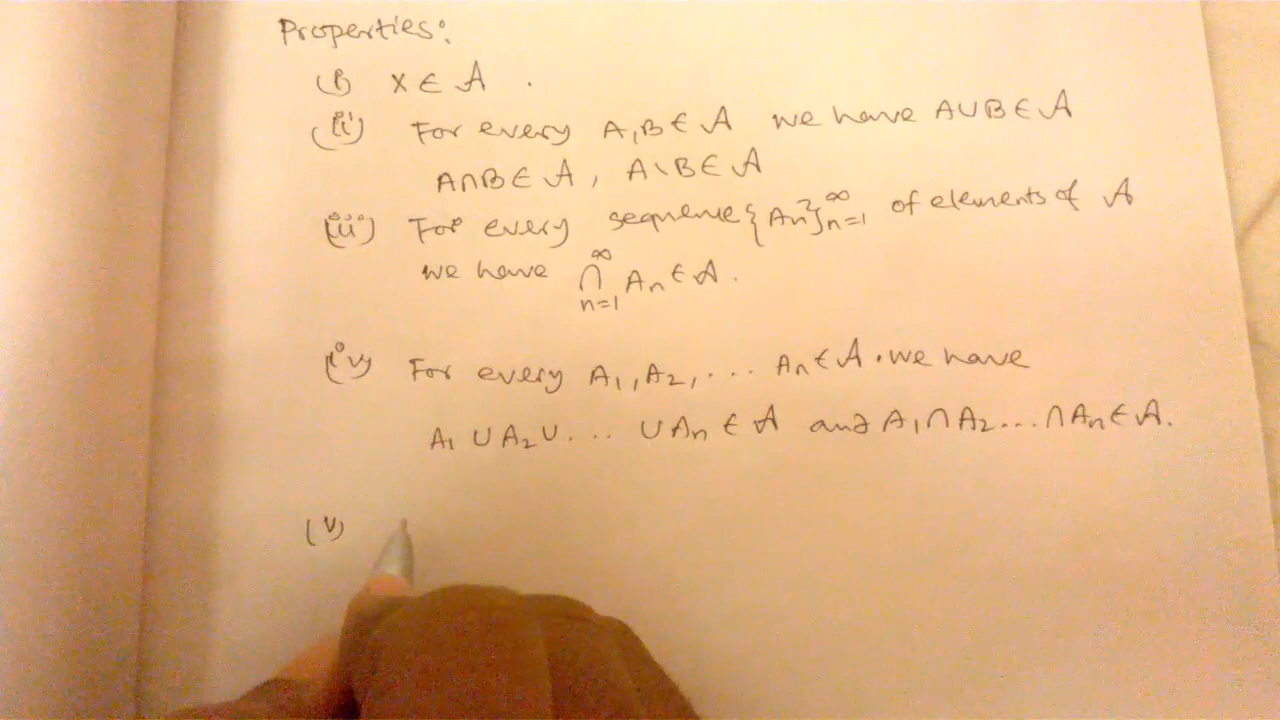 Properties:
(i) X ∈ 𝒜 .
(ii) For every A,B ∈ 𝒜 we have A∪B ∈ 𝒜
A∩B ∈ 𝒜, A\B ∈ 𝒜
(iii) For every sequence {An}∞n=1 of elements of 𝒜
we have ∞∩n=1 An ∈ 𝒜.
(iv) For every A1,A2,... An ∈ 𝒜. we have
A1 ∪ A2 ∪... ∪ An ∈ 𝒜 and A1 ∩ A2... ∩ An ∈ 𝒜.
(v)